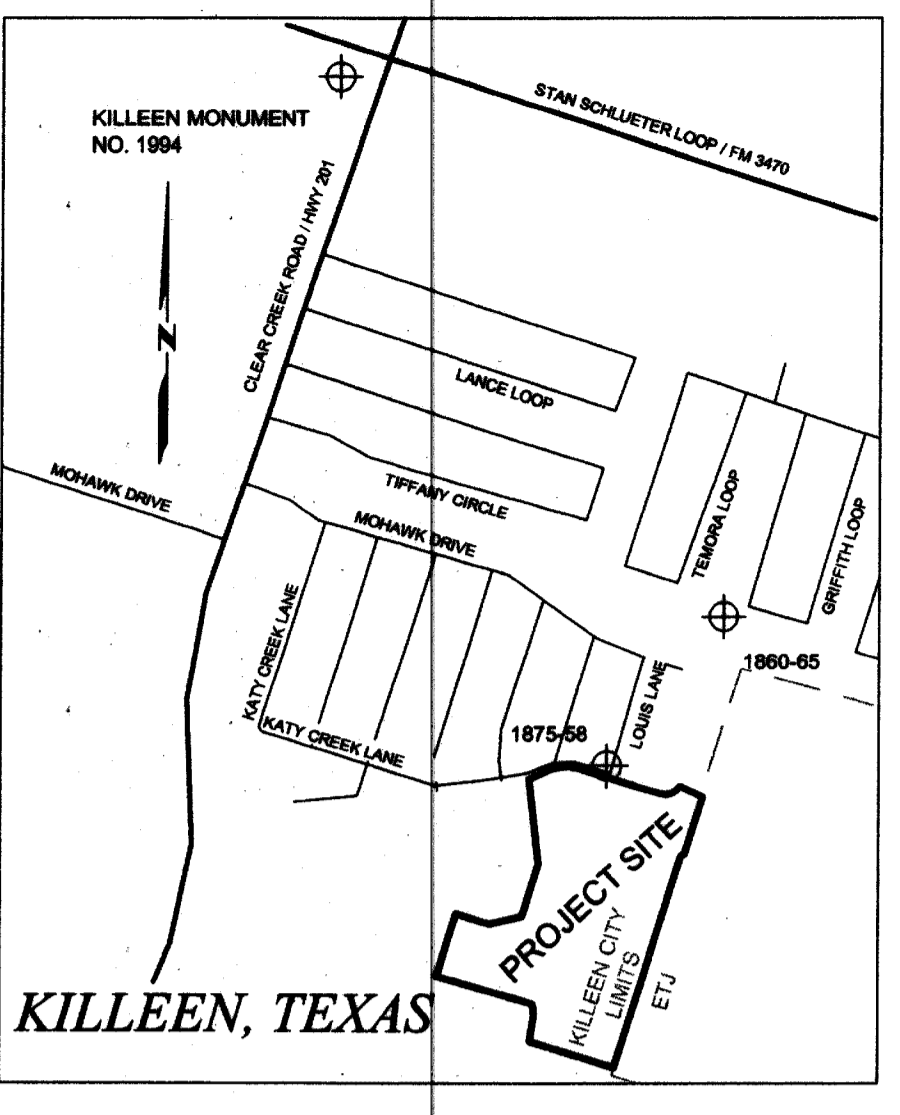 KILLEEN MONUMENT
NO. 1994
STAN SCHLUETER LOOP / FM 3470
CLEAR CREEK ROAD / HWY 201
N
LANCE LOOP
MOHAWK DRIVE
TIFFANY CIRCLE
MOHAWK DRIVE
TEMORA LOOP
GRIFFITH LOOP
KATY CREEK LANE
1860-65
LOUIS LANE
KATY CREEK LANE
1875-58
PROJECT SITE
KILLEEN CITY
LIMITS
ETJ
KILLEEN, TEXAS